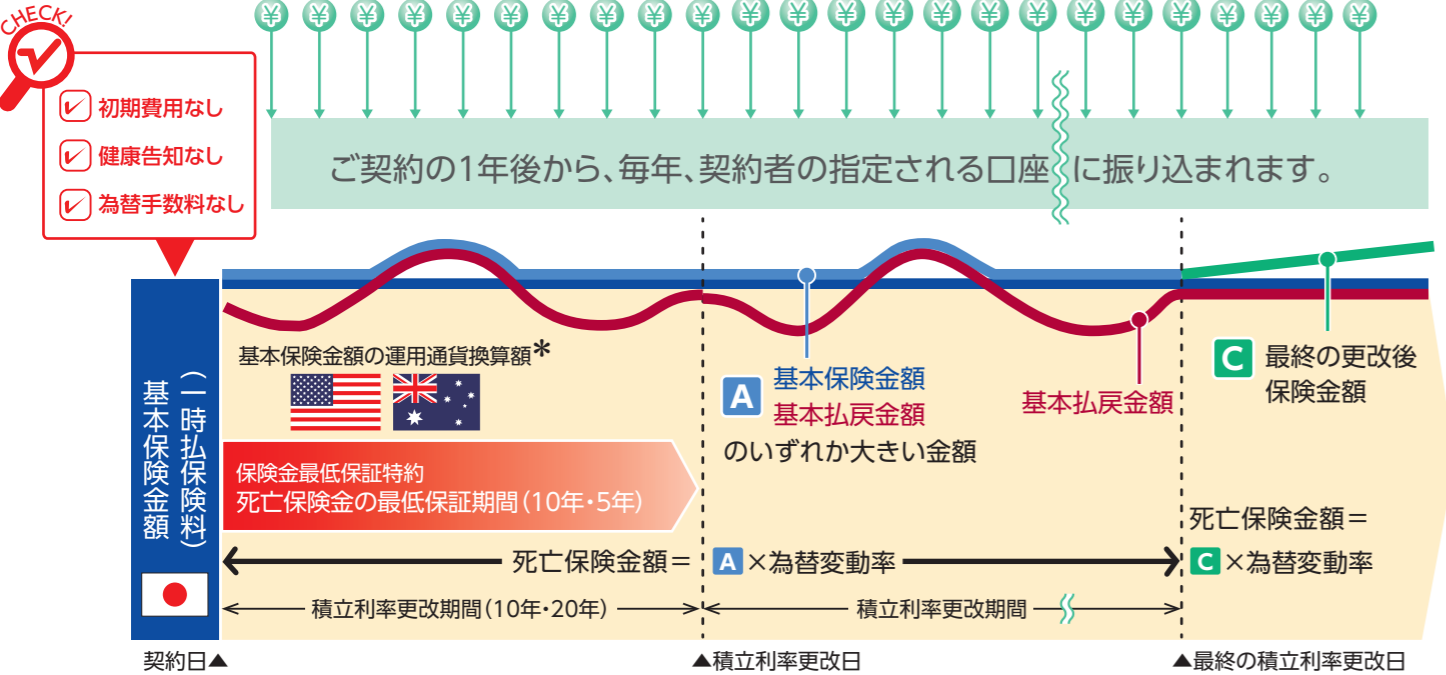 CHECK!
¥ ¥ ¥ ¥ ¥ ¥ ¥ ¥ ¥ ¥ ¥ ¥ ¥ ¥ ¥ ¥ ¥ ¥ ¥ ¥ ¥ ¥ ¥ ¥
初期費用なし
健康告知なし
為替手数料なし
ご契約の1年後から、毎年、契約者の指定される口座に振り込まれます。
基本保険金額
(一時払保険料)
基本保険金額の運用通貨換算額*
保険金最低保証特約
死亡保険金の最低保証期間(10年・5年)
A
基本保険金額
基本払戻金額
のいずれか大きい金額
基本払戻金額
C
最終の更改後
保険金額
死亡保険金額= A×為替変動率
死亡保険金額=
C×為替変動率
積立利率更改期間(10年・20年)
積立利率更改期間
契約日▲
▲積立利率更改日
▲最終の積立利率更改日